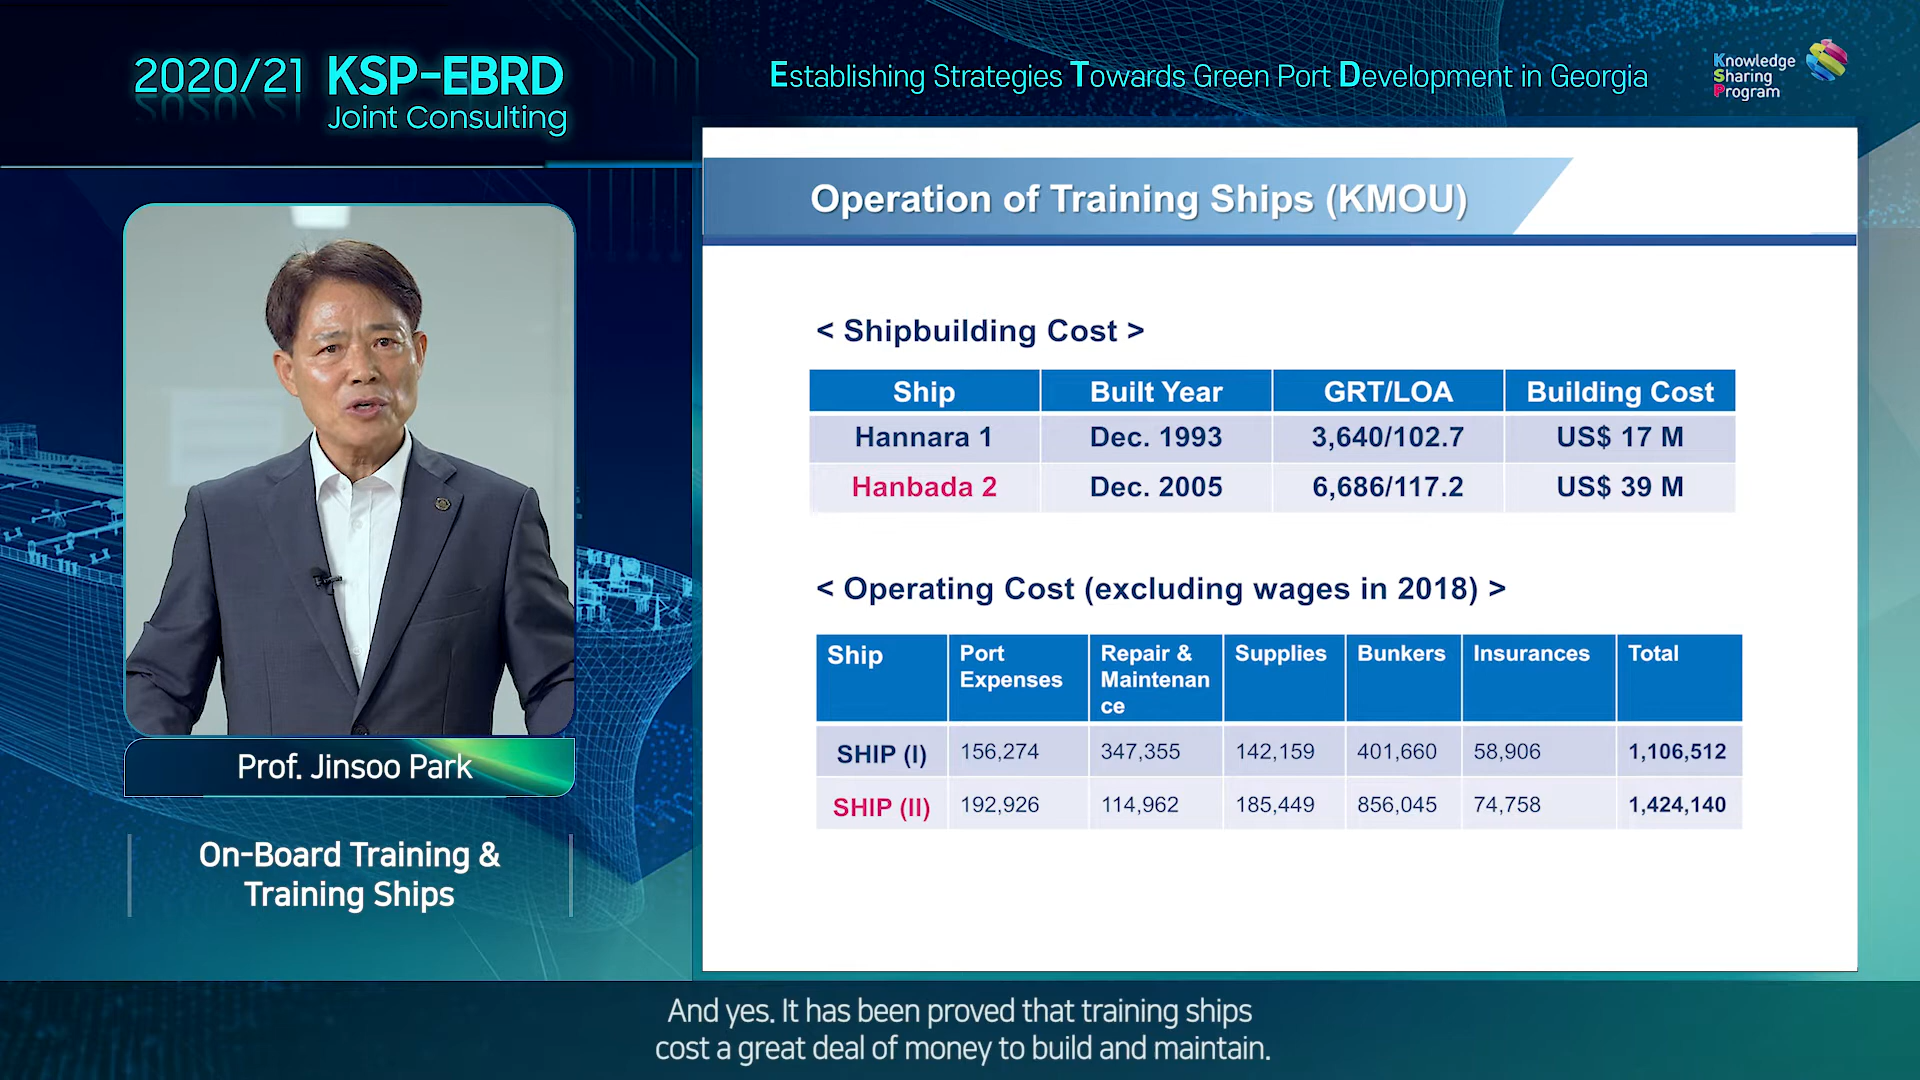 2020/21 KSP-EBRD
Joint Consulting
Establishing Strategies Towards Green Port Development in Georgia
Knowledge
Sharing
Program
Operation of Training Ships (KMOU)
< Shipbuilding Cost >
Ship Built Year GRT/LOA Building Cost
Hannara 1 Dec. 1993 3,640/102.7 US$ 17 M
Hanbada 2 Dec. 2005 6,686/117.2 US$ 39 M
< Operating Cost (excluding wages in 2018) >
Ship Port Expenses Repair & Maintenan ce Supplies Bunkers Insurances Total
SHIP (I) 156,274 347,355 142,159 401,660 58,906 1,106,512
SHIP (II) 192,926 114,962 185,449 856,045 74,758 1,424,140
Prof. Jinsoo Park
On-Board Training &
Training Ships
And yes. It has been proved that training ships
cost a great deal of money to build and maintain.